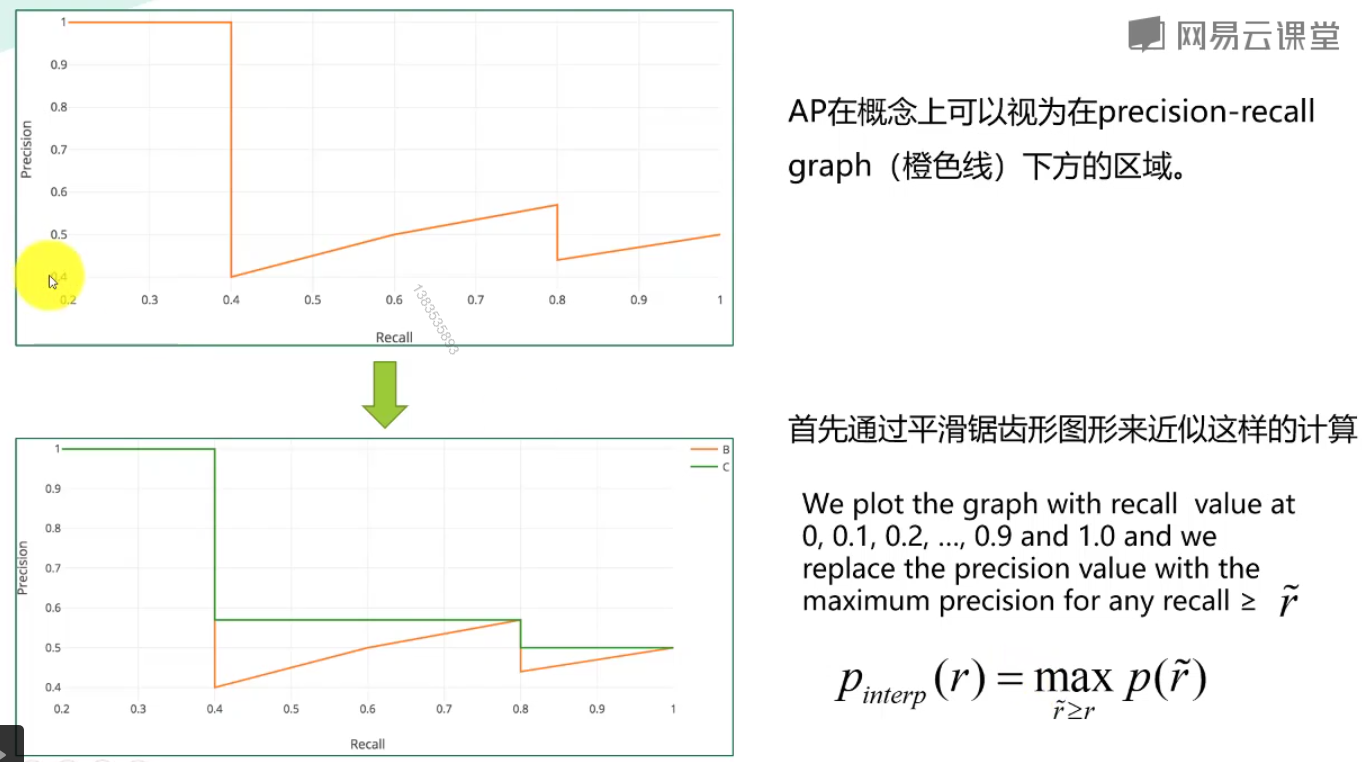 网易云课堂
1
0.9
0.8
0.7
0.6
0.5
0.4
Precision
0.2 0.3 0.4 0.5 0.6 0.7 0.8 0.9 1
Recall
1383535893
AP在概念上可以视为在precision-recall
graph（橙色线）下方的区域。
1
0.9
0.8
0.7
0.6
0.5
0.4
Precision
0.2 0.3 0.4 0.5 0.6 0.7 0.8 0.9 1
Recall
B
C
首先通过平滑锯齿形图形来近似这样的计算
We plot the graph with recall value at
0, 0.1, 0.2, …, 0.9 and 1.0 and we
replace the precision value with the
maximum precision for any recall ≥ r̃
p_interp(r) = max_{r̃≥r} p(r̃)